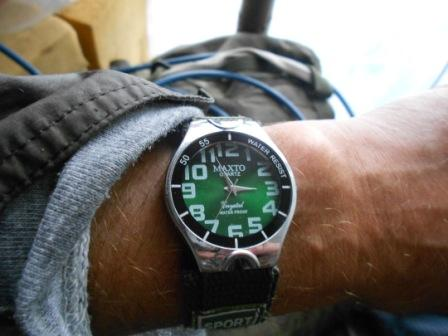 50 55 WATER RESIST
11 12 1
10 2
9 3
8 4
7 6 5
MAXTO
QUARTZ
WATER PROOF
SPORT